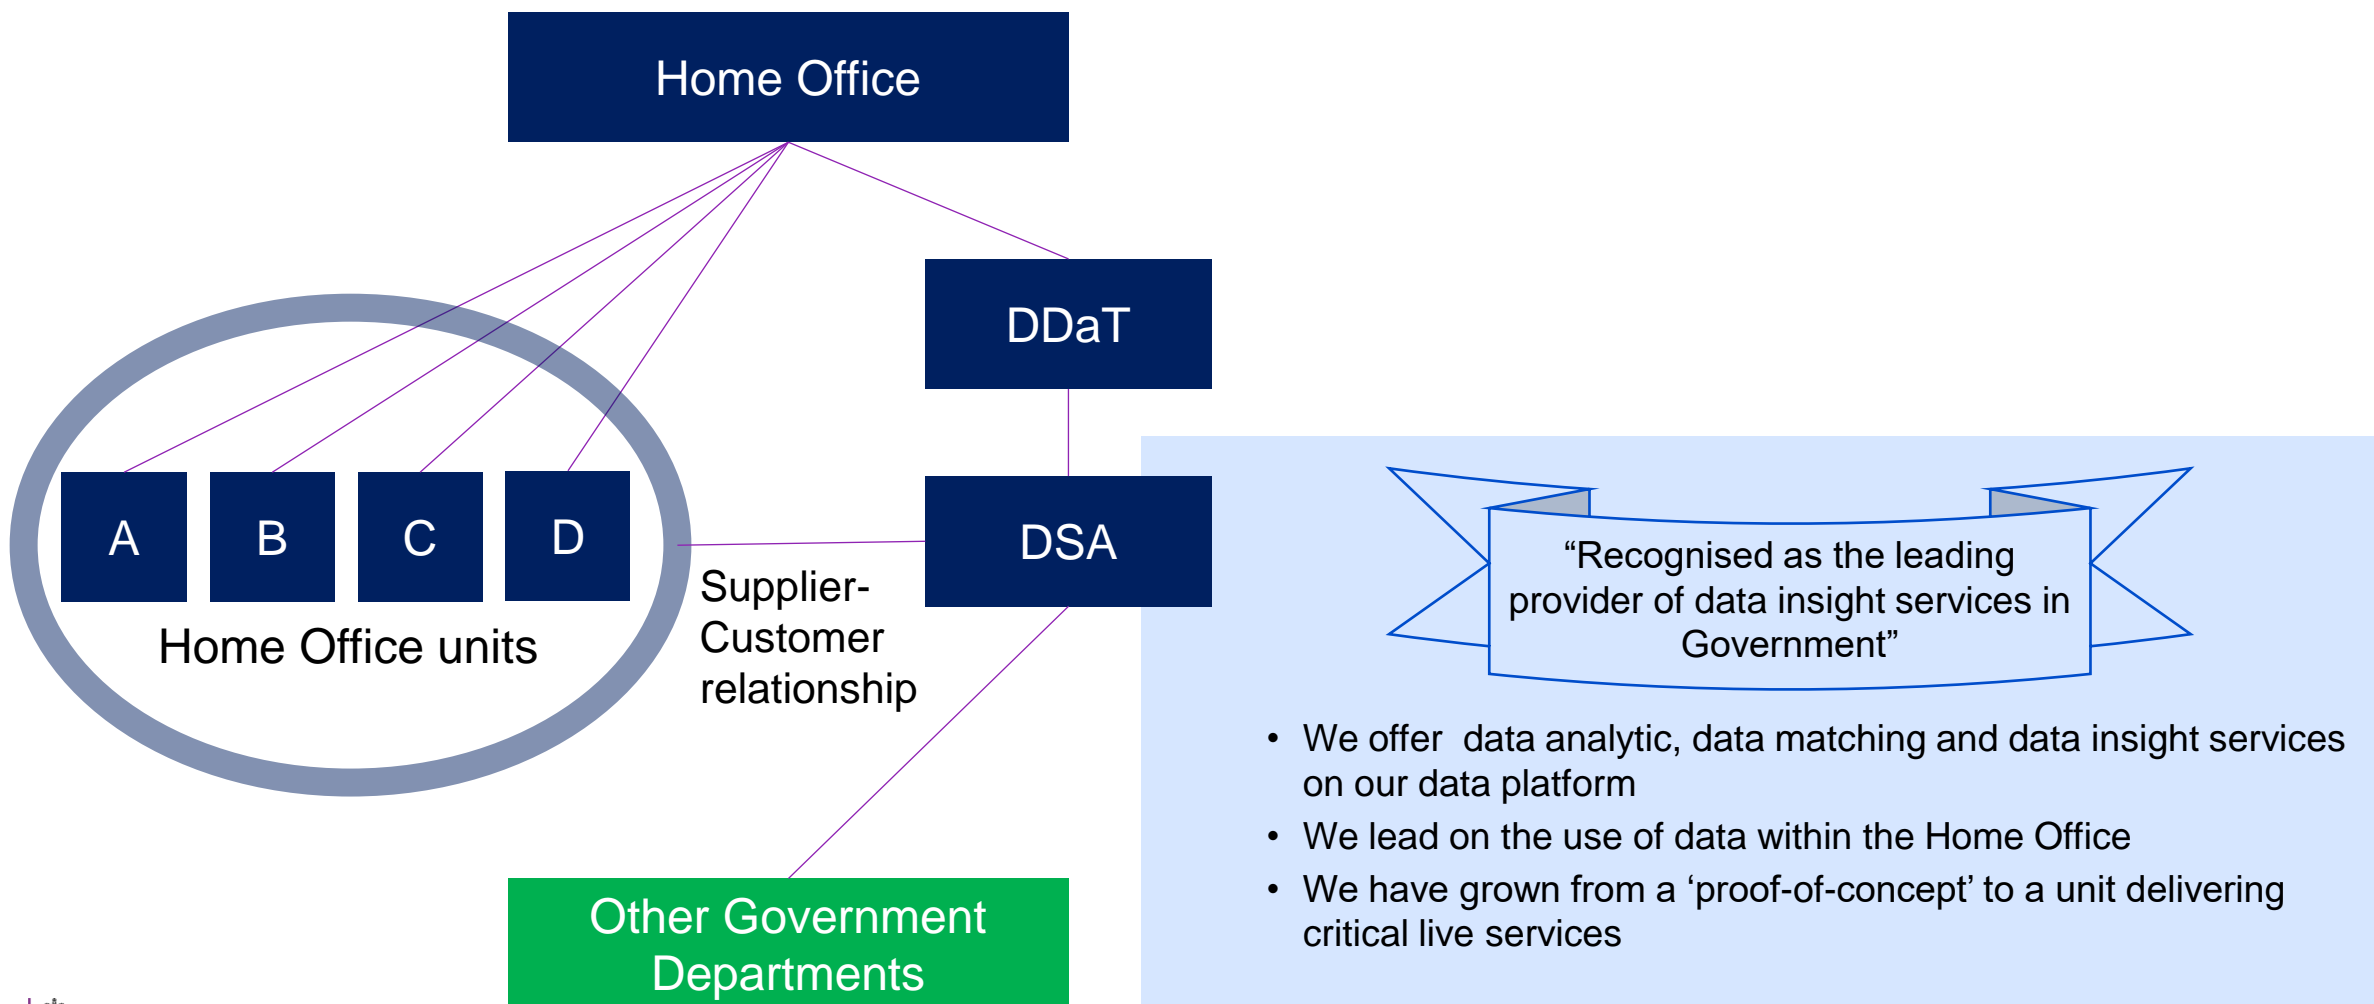 Home Office
DDaT
A
B
C
D
Home Office units
Supplier-
Customer
relationship
DSA
Other Government
Departments
“Recognised as the leading
provider of data insight services in
Government”
• We offer  data analytic, data matching and data insight services
on our data platform
• We lead on the use of data within the Home Office
• We have grown from a ‘proof-of-concept’ to a unit delivering
critical live services